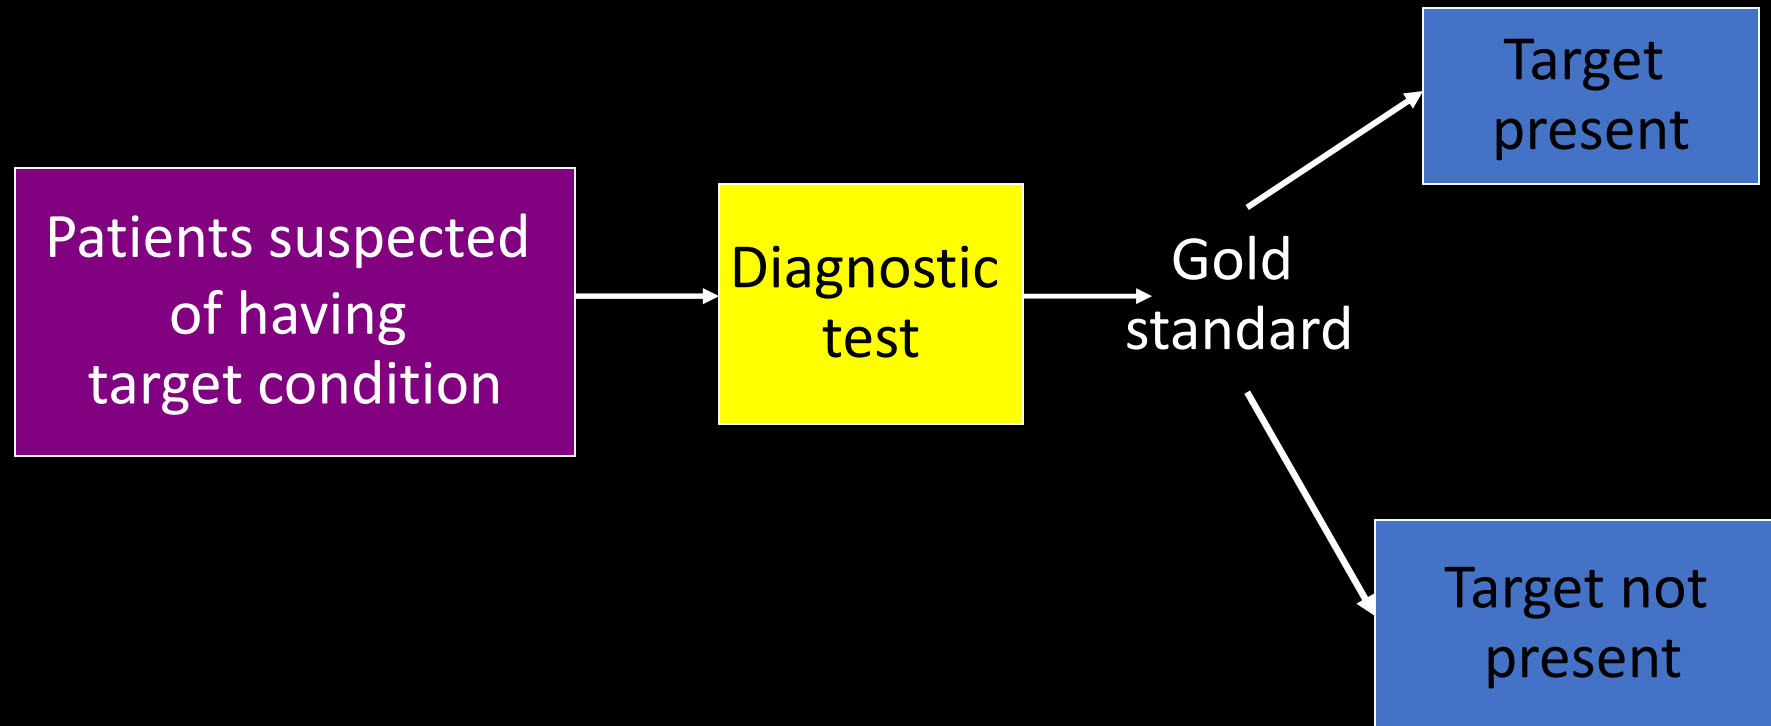 Patients suspected
of having
target condition
Diagnostic
test
Gold
standard
Target
present
Target not
present